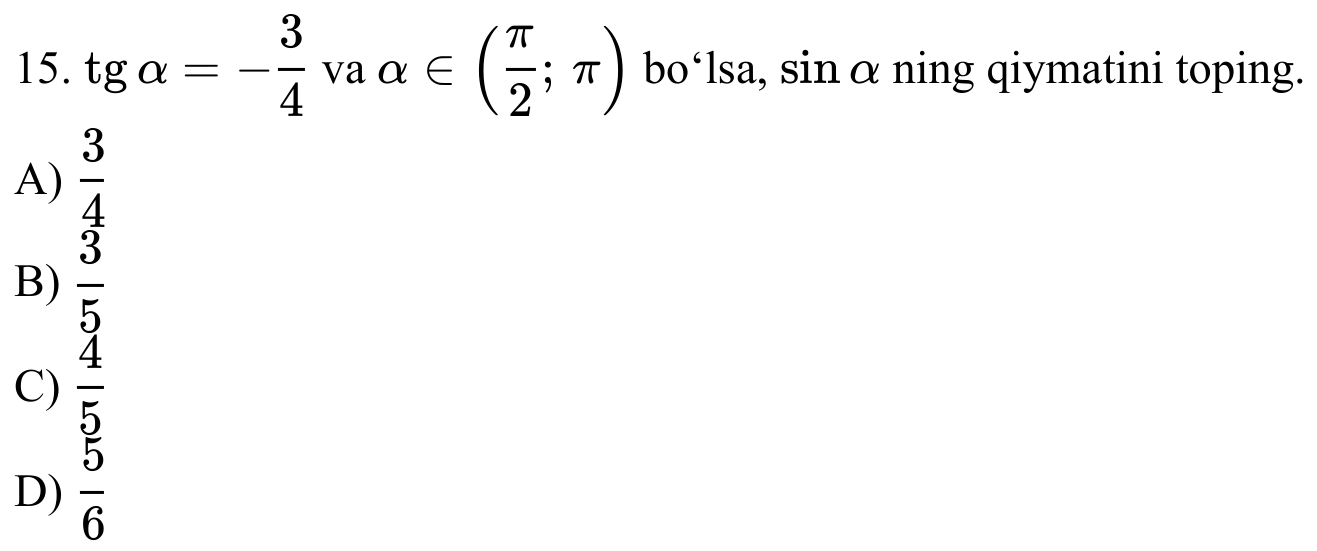 15. tg α = −3/4 va α ∈ (π/2; π) bo‘lsa, sin α ning qiymatini toping.
A) 3/4
B) 3/5
C) 4/5
D) 5/6